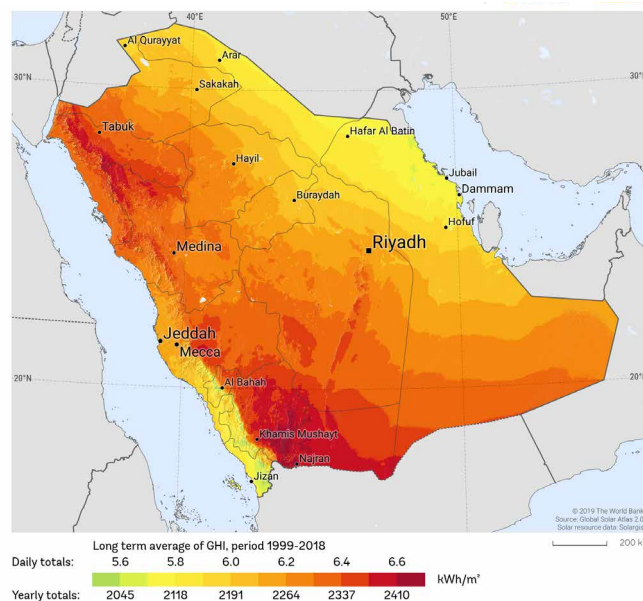 40°E
50°E
Al Qurayyat
Arar
30°N
30°N
Sakakah
Tabuk
Hafar Al Batin
Hayil
Jubail
Buraydah
Dammam
Hofuf
Riyadh
Medina
Jeddah
Mecca
20°N
Al Bahah
20°N
Khamis Mushayt
Najran
Jizan
© 2019 The World Bank
Source: Global Solar Atlas 2.0
Solar resource data: Solargis
200 k
Long term average of GHI, period 1999-2018
Daily totals: 5.6 5.8 6.0 6.2 6.4 6.6
kWh/m²
Yearly totals: 2045 2118 2191 2264 2337 2410